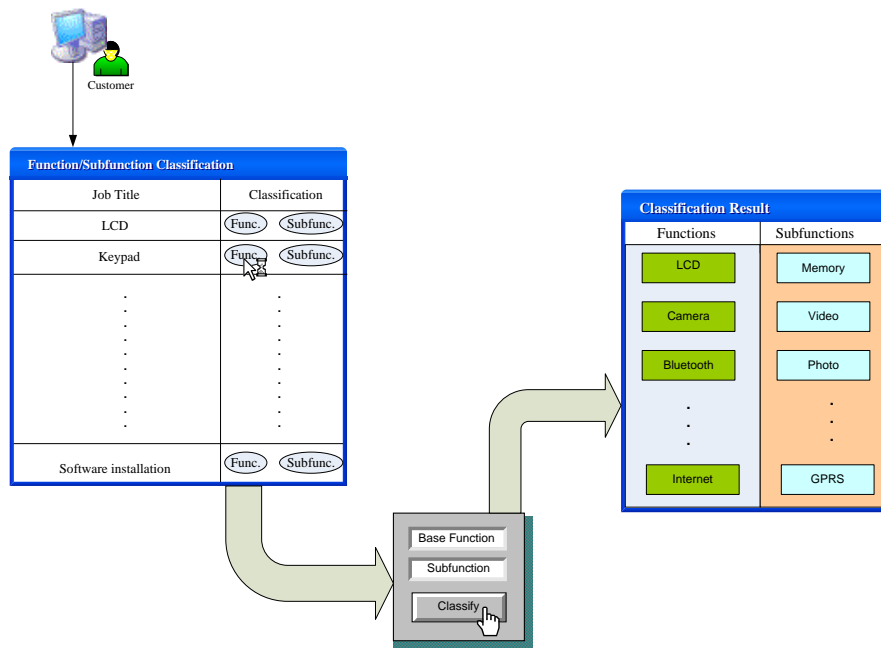 Customer
Function/Subfunction Classification
Job Title Classification
LCD Func. Subfunc.
Keypad Func. Subfunc.
Software installation Func. Subfunc.
Base Function
Subfunction
Classify
Classification Result
Functions Subfunctions
LCD Memory
Camera Video
Bluetooth Photo
Internet GPRS